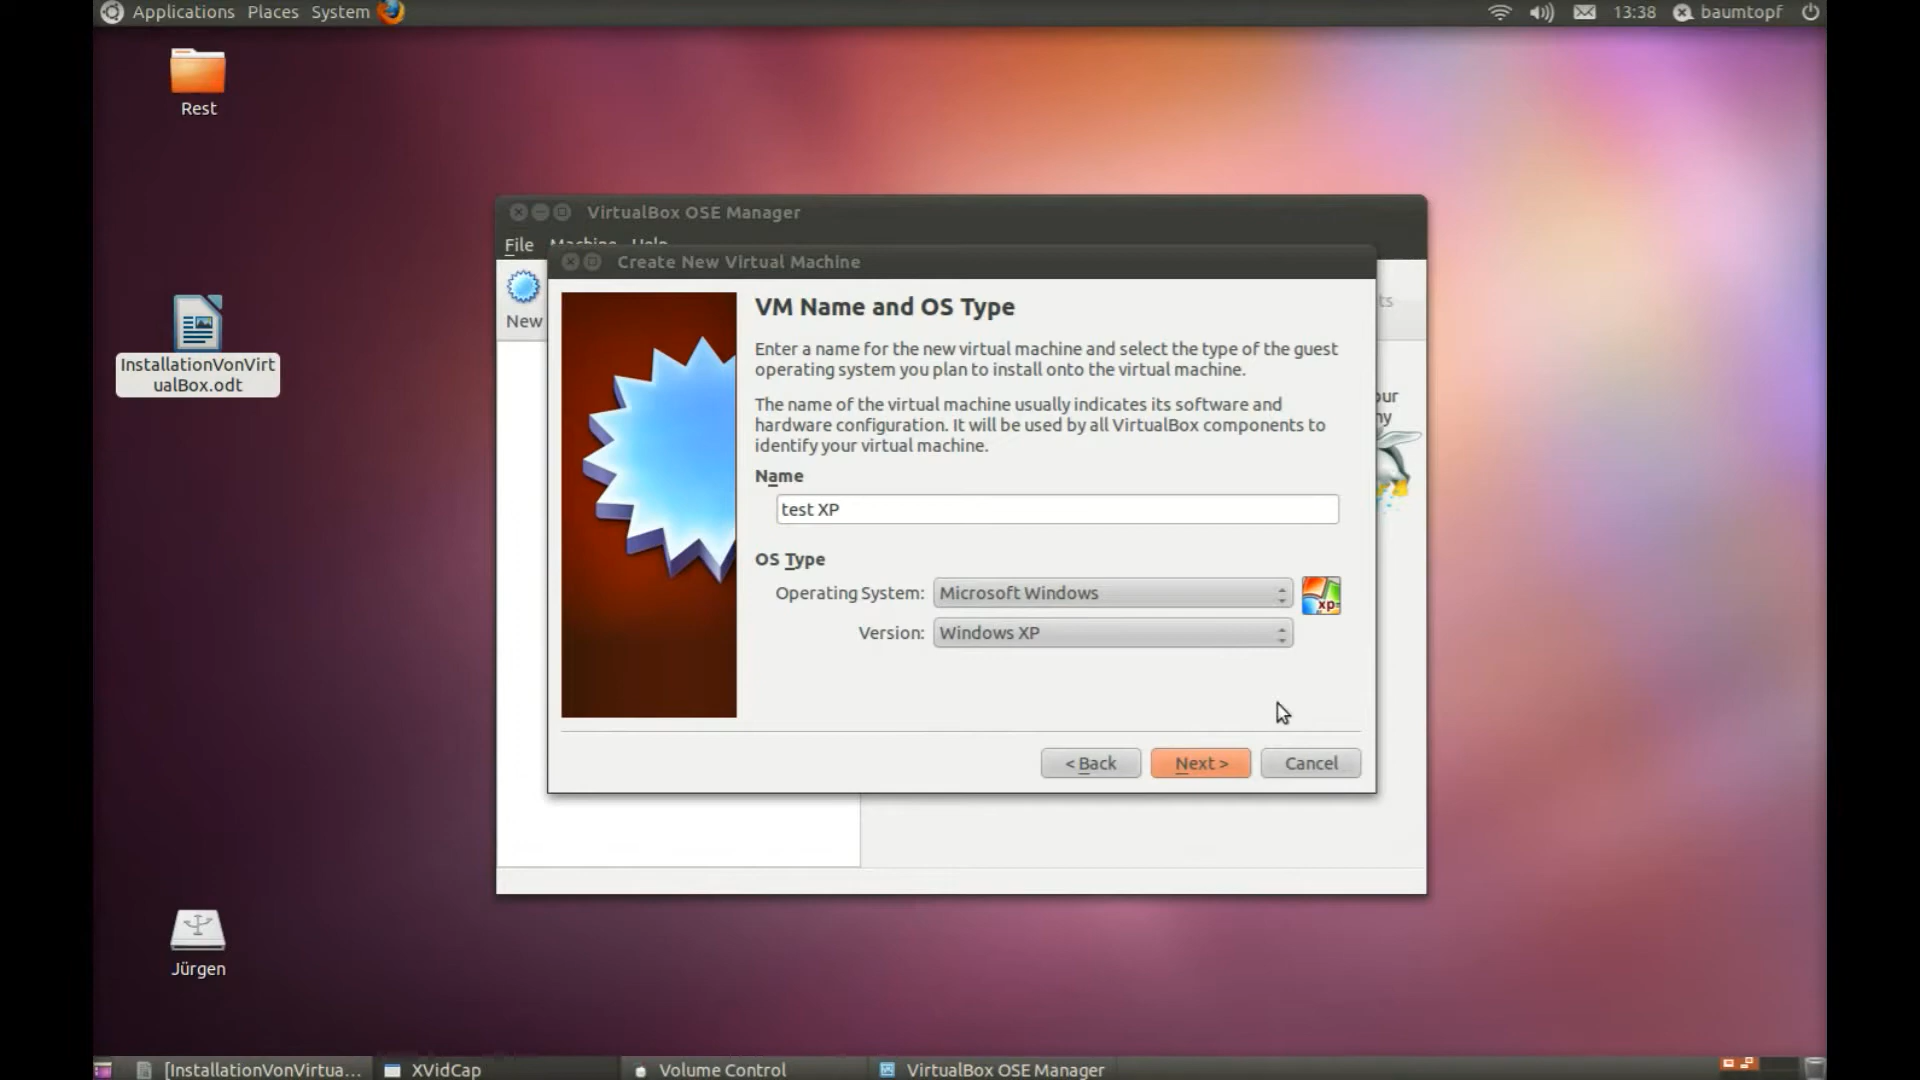 Applications Places System
13:38 baumtopf
Rest
InstallationVonVirt
ualBox.odt
Jürgen
VirtualBox OSE Manager
File Machine Help
New
Create New Virtual Machine
VM Name and OS Type
Enter a name for the new virtual machine and select the type of the guest
operating system you plan to install onto the virtual machine.
The name of the virtual machine usually indicates its software and
hardware configuration. It will be used by all VirtualBox components to
identify your virtual machine.
Name
test XP
OS Type
Operating System: Microsoft Windows
xp
Version: Windows XP
< Back Next > Cancel
[InstallationVonVirtua... XVidCap Volume Control VirtualBox OSE Manager